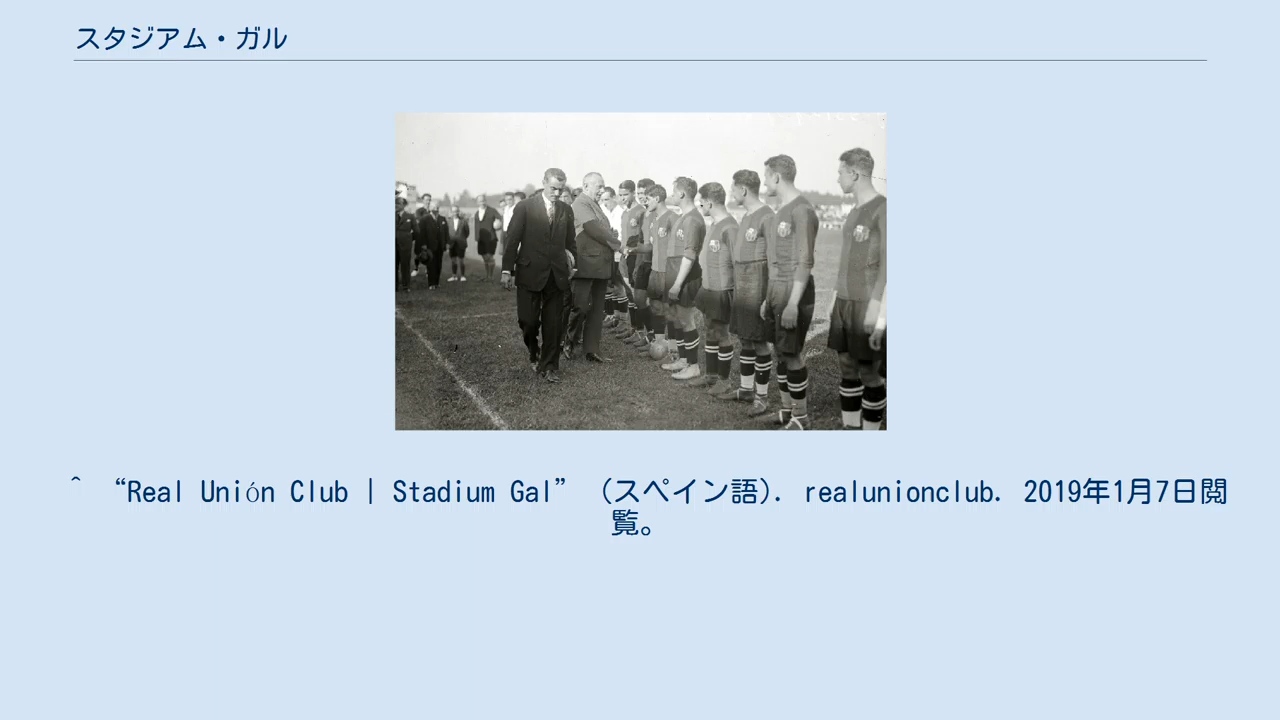 スタジアム・ガル
^ “Real Unión Club | Stadium Gal” (スペイン語). realunionclub. 2019年1月7日閲
覧。